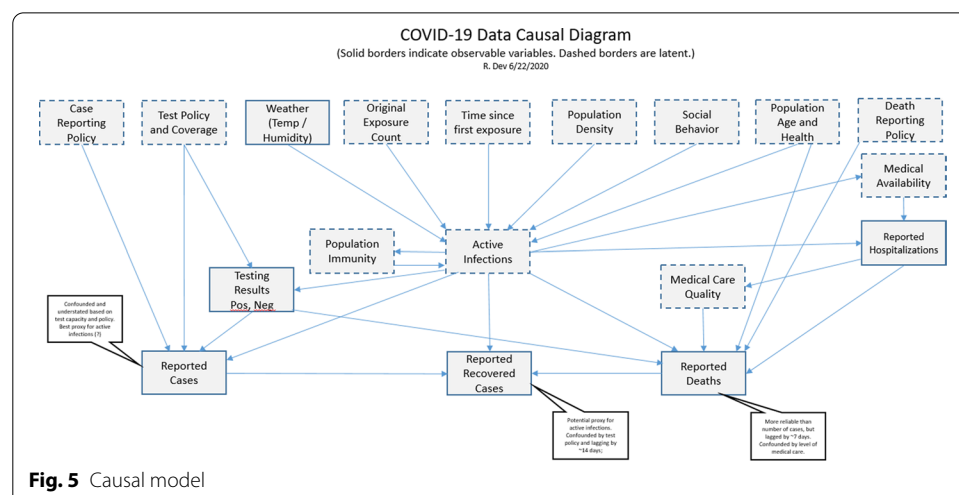 COVID-19 Data Causal Diagram
(Solid borders indicate observable variables. Dashed borders are latent.)
R. Dev 6/22/2020
Case
Reporting
Policy
Test Policy
and Coverage
Weather
(Temp /
Humidity)
Original
Exposure
Count
Time since
first exposure
Population
Density
Social
Behavior
Population
Age and
Health
Death
Reporting
Policy
Medical
Availability
Population
Immunity
Active
Infections
Reported
Hospitalizations
Testing
Results
Pos, Neg
Medical Care
Quality
Confounded and
understated based on
test capacity and policy.
Best proxy for active
infections (?)
Reported
Cases
Reported
Recovered
Cases
Reported
Deaths
Potential proxy for
active infections.
Confounded by test
policy and lagging by
~14 days;
More reliable than
number of cases, but
lagged by ~7 days.
Confounded by level of
medical care.
Fig. 5 Causal model